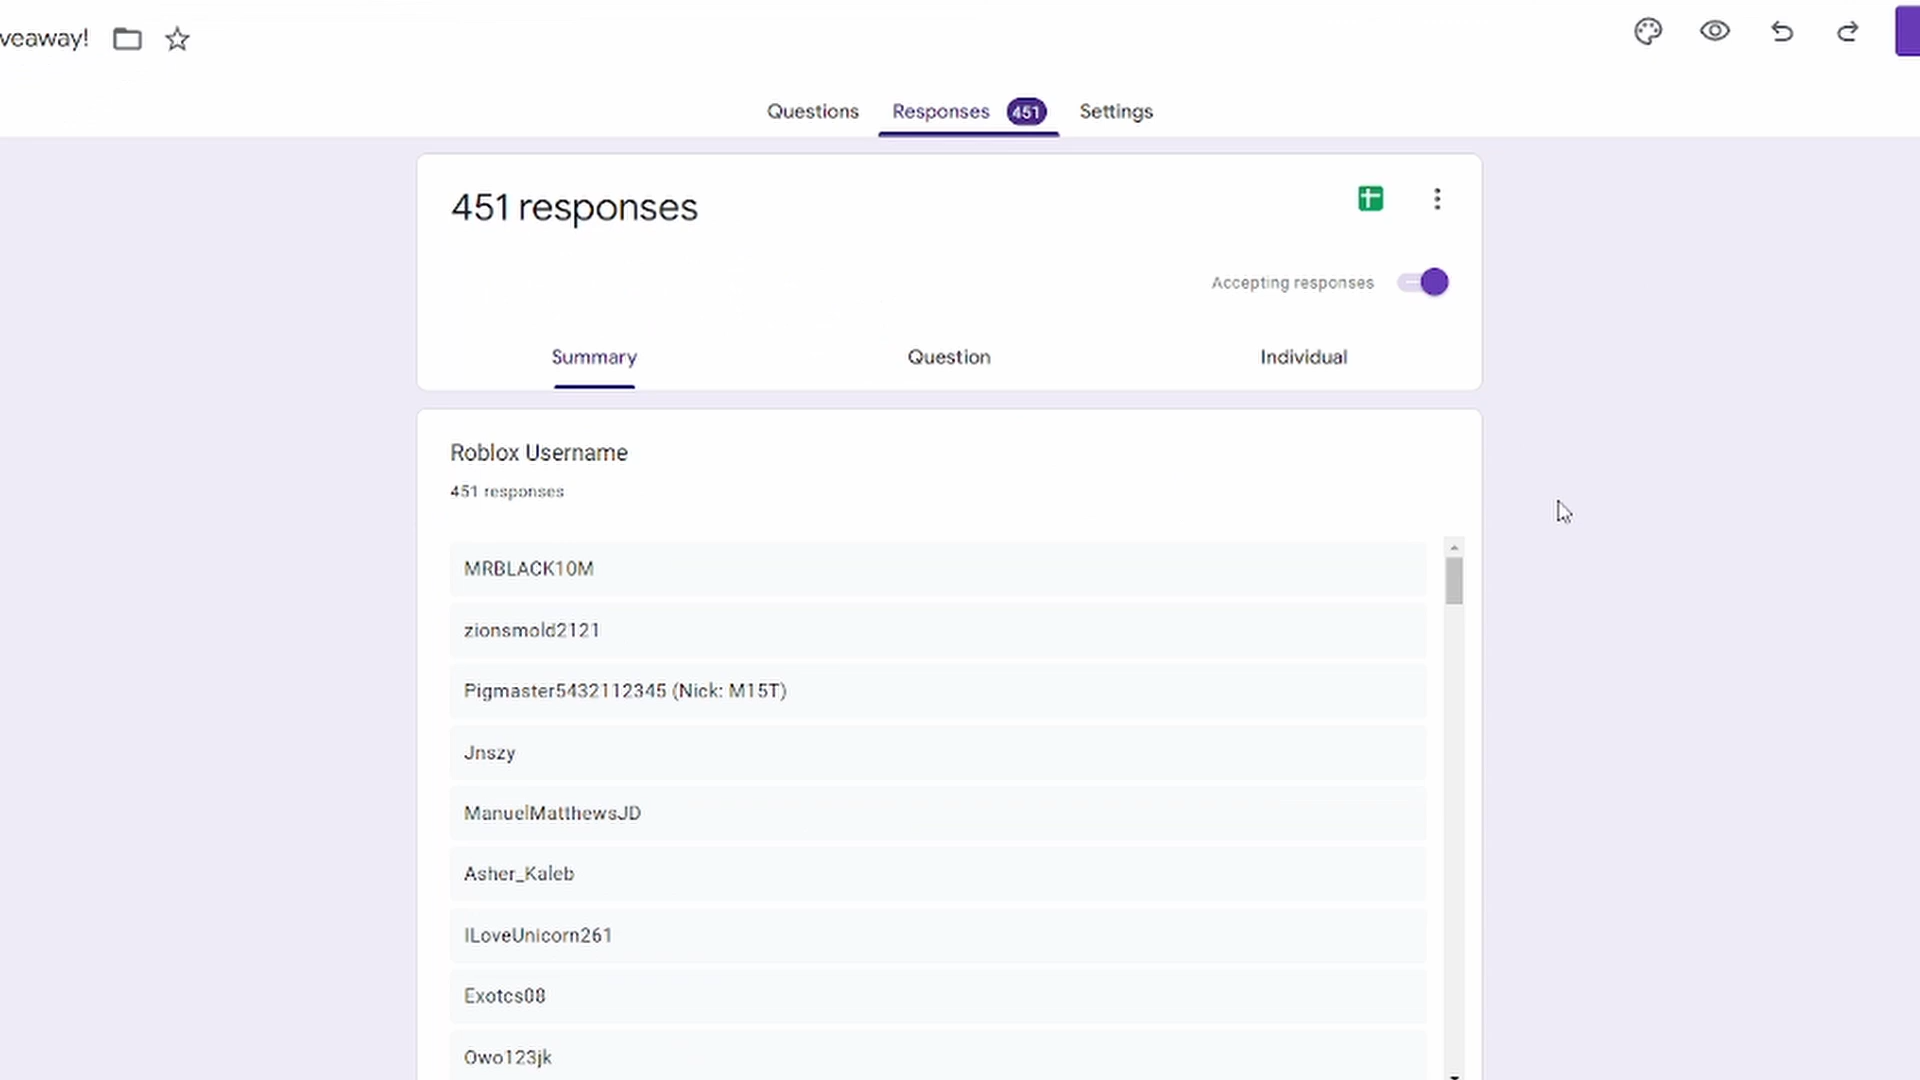 veaway!
Questions Responses 451 Settings
451 responses
Accepting responses
Summary Question Individual
Roblox Username
451 responses
MRBLACK10M
zionsmold2121
Pigmaster5432112345 (Nick: M15T)
Jnszy
ManuelMatthewsJD
Asher_Kaleb
ILoveUnicorn261
Exotcs08
Owo123jk